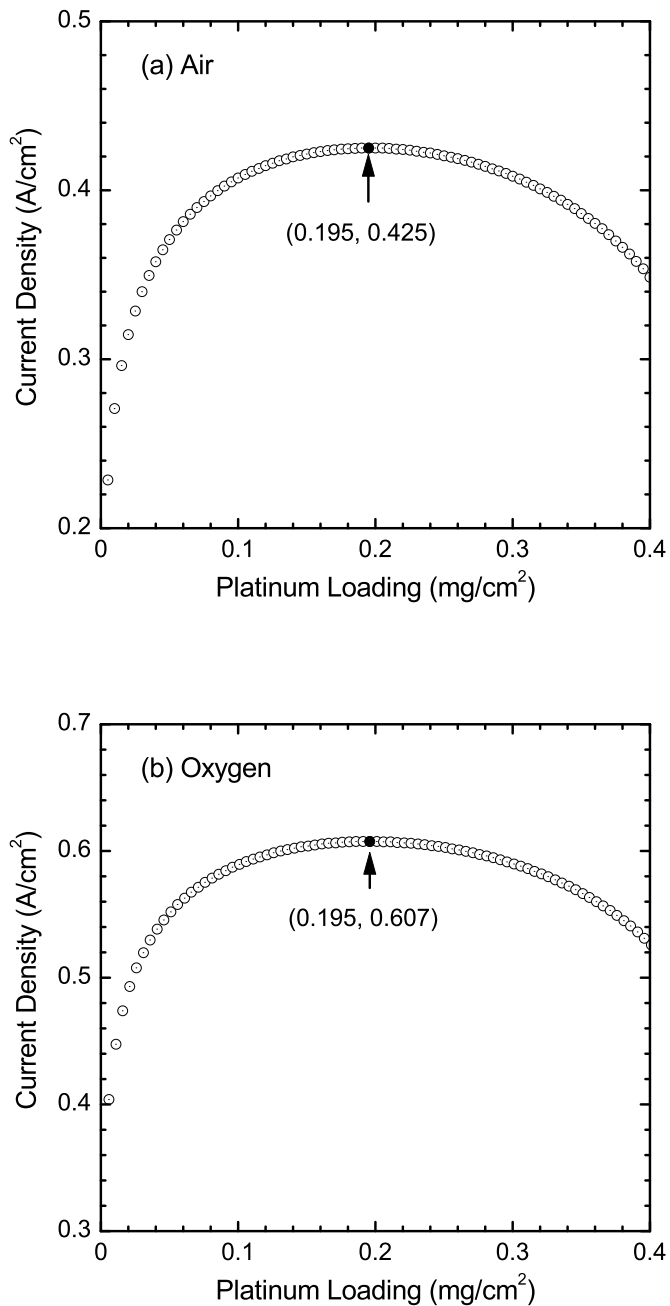 0.5
(a) Air
0.4
(0.195, 0.425)
0.3
0.2
Current Density (A/cm²)
0 0.1 0.2 0.3 0.4
Platinum Loading (mg/cm²)
0.7
(b) Oxygen
0.6
(0.195, 0.607)
0.5
0.4
0.3
Current Density (A/cm²)
0 0.1 0.2 0.3 0.4
Platinum Loading (mg/cm²)